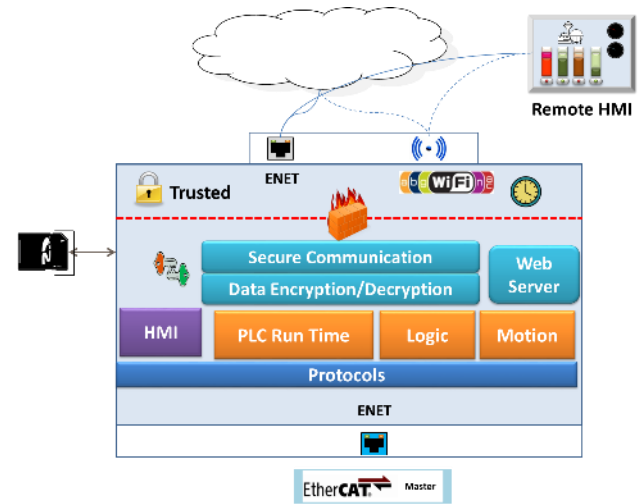 Remote HMI
ENET
Trusted
a b g WiFi n
Secure Communication
Data Encryption/Decryption
Web
Server
HMI
PLC Run Time
Logic
Motion
Protocols
ENET
EtherCAT Master